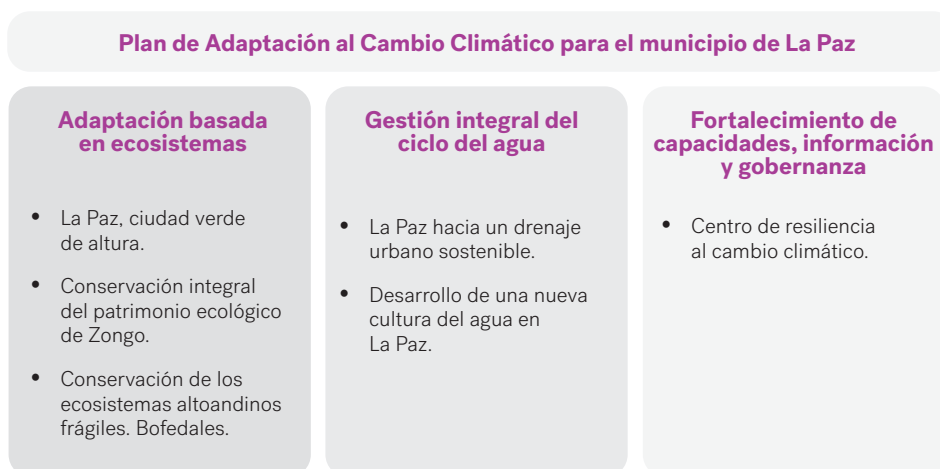 Plan de Adaptación al Cambio Climático para el municipio de La Paz
Adaptación basada
en ecosistemas
• La Paz, ciudad verde
de altura.
• Conservación integral
del patrimonio ecológico
de Zongo.
• Conservación de los
ecosistemas altoandinos
frágiles. Bofedales.
Gestión integral del
ciclo del agua
• La Paz hacia un drenaje
urbano sostenible.
• Desarrollo de una nueva
cultura del agua en
La Paz.
Fortalecimiento de
capacidades, información
y gobernanza
• Centro de resiliencia
al cambio climático.